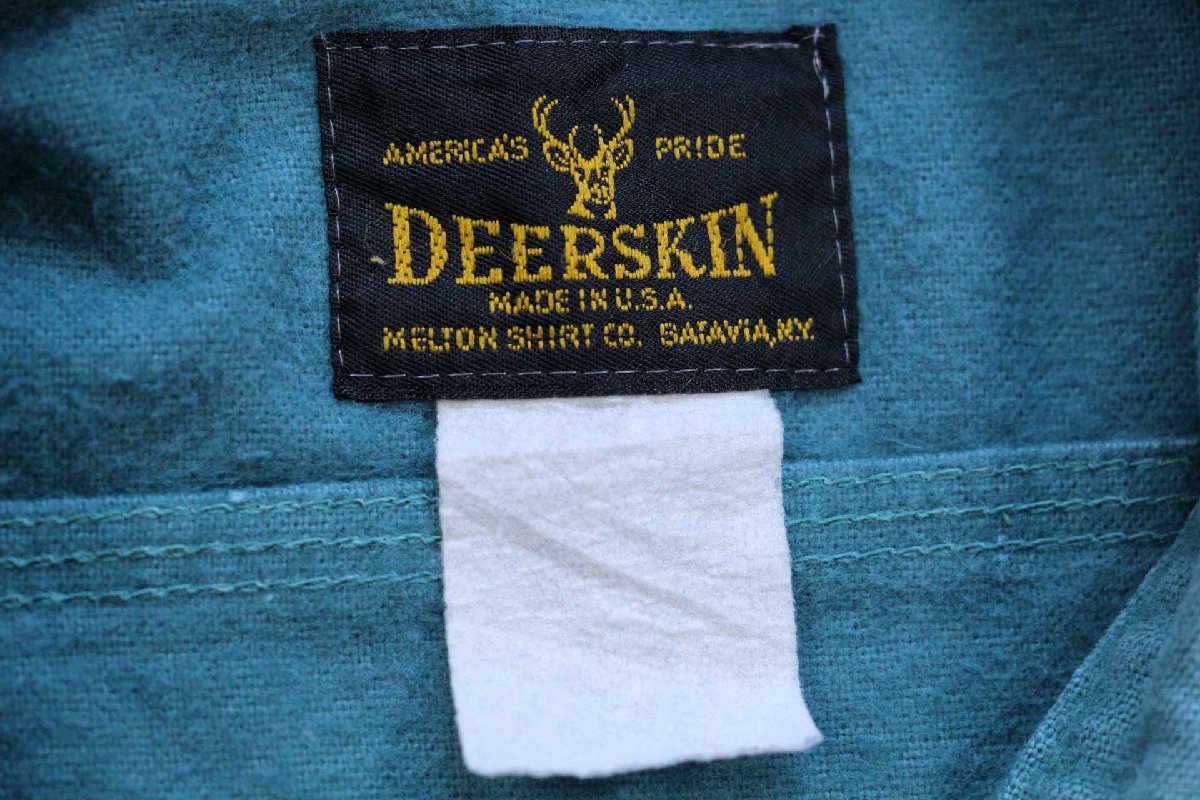 AMERICA'S PRIDE
DEERSKIN
MADE IN U.S.A.
MELTON SHIRT CO. BATAVIA, N.Y.